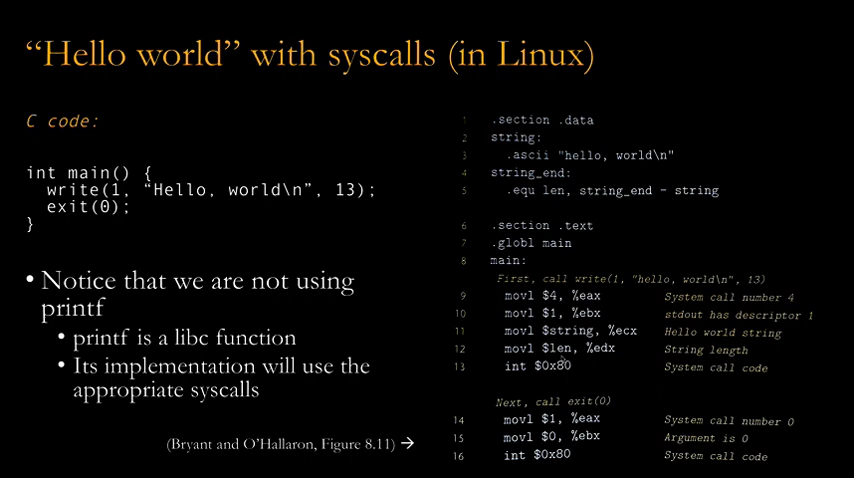 “Hello world” with syscalls (in Linux)
C code:
int main() {
write(1, “Hello, world\n”, 13);
exit(0);
}
• Notice that we are not using
printf
• printf is a libc function
• Its implementation will use the
appropriate syscalls
(Bryant and O’Hallaron, Figure 8.11) →
1 .section .data
2 string:
3 .ascii "hello, world\n"
4 string_end:
5 .equ len, string_end - string
6 .section .text
7 .globl main
8 main:
First, call write(1, "hello, world\n", 13)
9 movl $4, %eax System call number 4
10 movl $1, %ebx stdout has descriptor 1
11 movl $string, %ecx Hello world string
12 movl $len, %edx String length
13 int $0x80 System call code
Next, call exit(0)
14 movl $1, %eax System call number 0
15 movl $0, %ebx Argument is 0
16 int $0x80 System call code